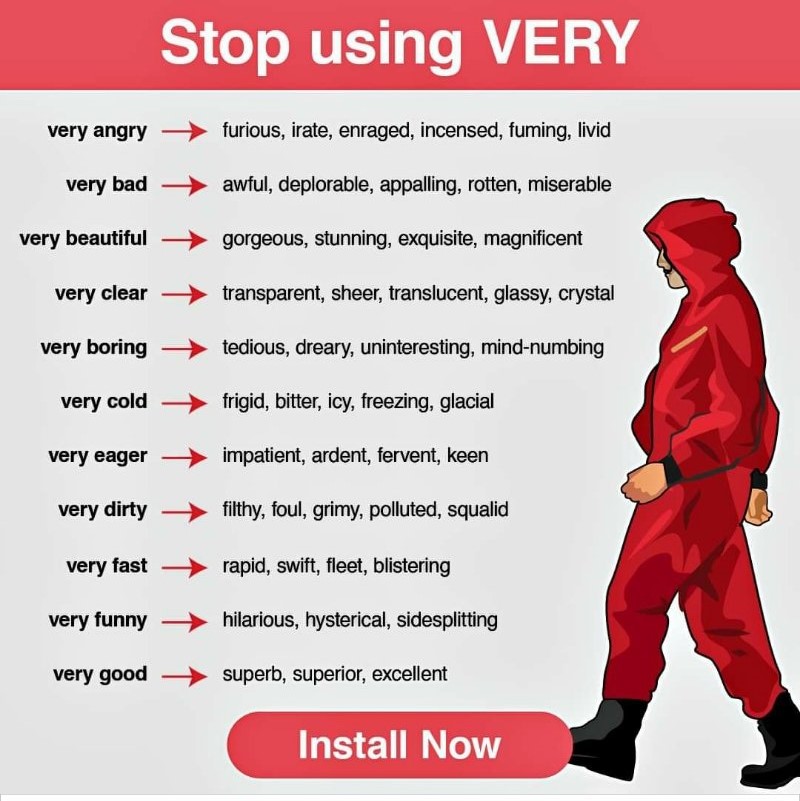 Stop using VERY
very angry → furious, irate, enraged, incensed, fuming, livid
very bad → awful, deplorable, appalling, rotten, miserable
very beautiful → gorgeous, stunning, exquisite, magnificent
very clear → transparent, sheer, translucent, glassy, crystal
very boring → tedious, dreary, uninteresting, mind-numbing
very cold → frigid, bitter, icy, freezing, glacial
very eager → impatient, ardent, fervent, keen
very dirty → filthy, foul, grimy, polluted, squalid
very fast → rapid, swift, fleet, blistering
very funny → hilarious, hysterical, sidesplitting
very good → superb, superior, excellent
Install Now